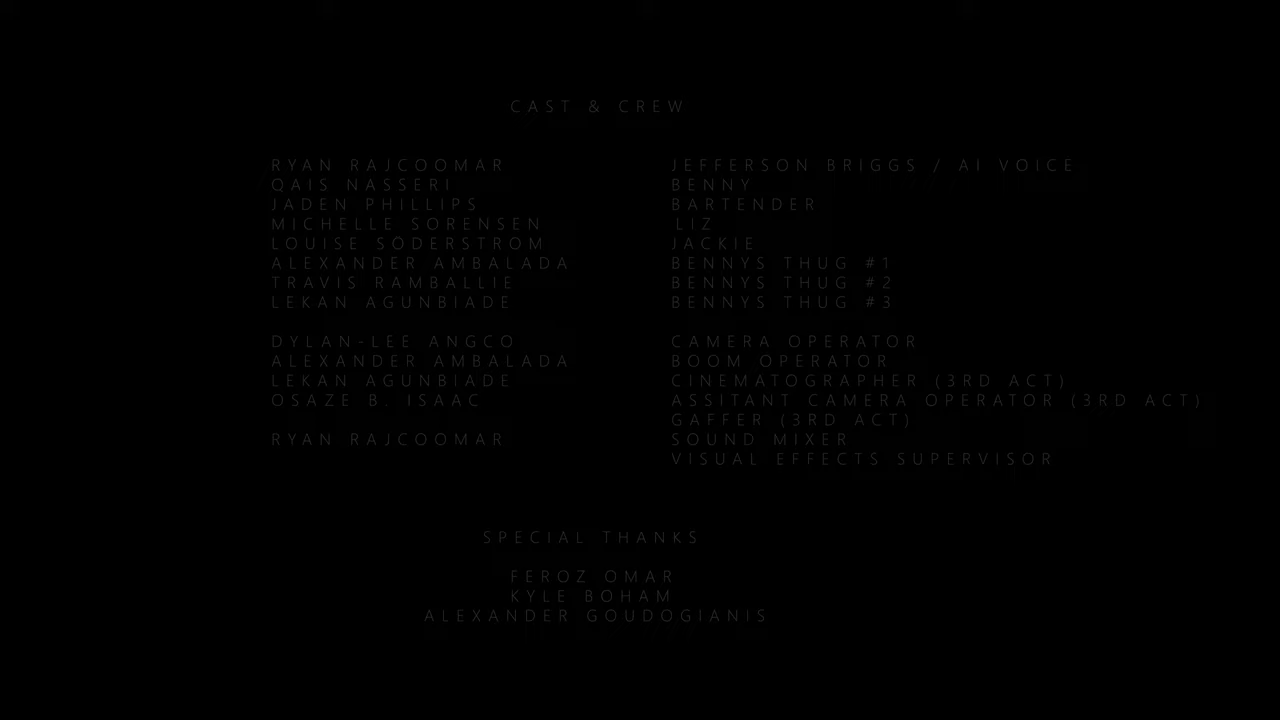 CAST & CREW
RYAN RAJCOOMAR JEFFERSON BRIGGS / AI VOICE
QAIS NASSERI BENNY
JADEN PHILLIPS BARTENDER
MICHELLE SORENSEN LIZ
LOUISE SÖDERSTROM JACKIE
ALEXANDER AMBALADA BENNYS THUG #1
TRAVIS RAMBALLIE BENNYS THUG #2
LEKAN AGUNBIADE BENNYS THUG #3
DYLAN-LEE ANGCO CAMERA OPERATOR
ALEXANDER AMBALADA BOOM OPERATOR
LEKAN AGUNBIADE CINEMATOGRAPHER (3RD ACT)
OSAZE B. ISAAC ASSITANT CAMERA OPERATOR (3RD ACT)
GAFFER (3RD ACT)
RYAN RAJCOOMAR SOUND MIXER
VISUAL EFFECTS SUPERVISOR
SPECIAL THANKS
FEROZ OMAR
KYLE BOHAM
ALEXANDER GOUDOGIANIS